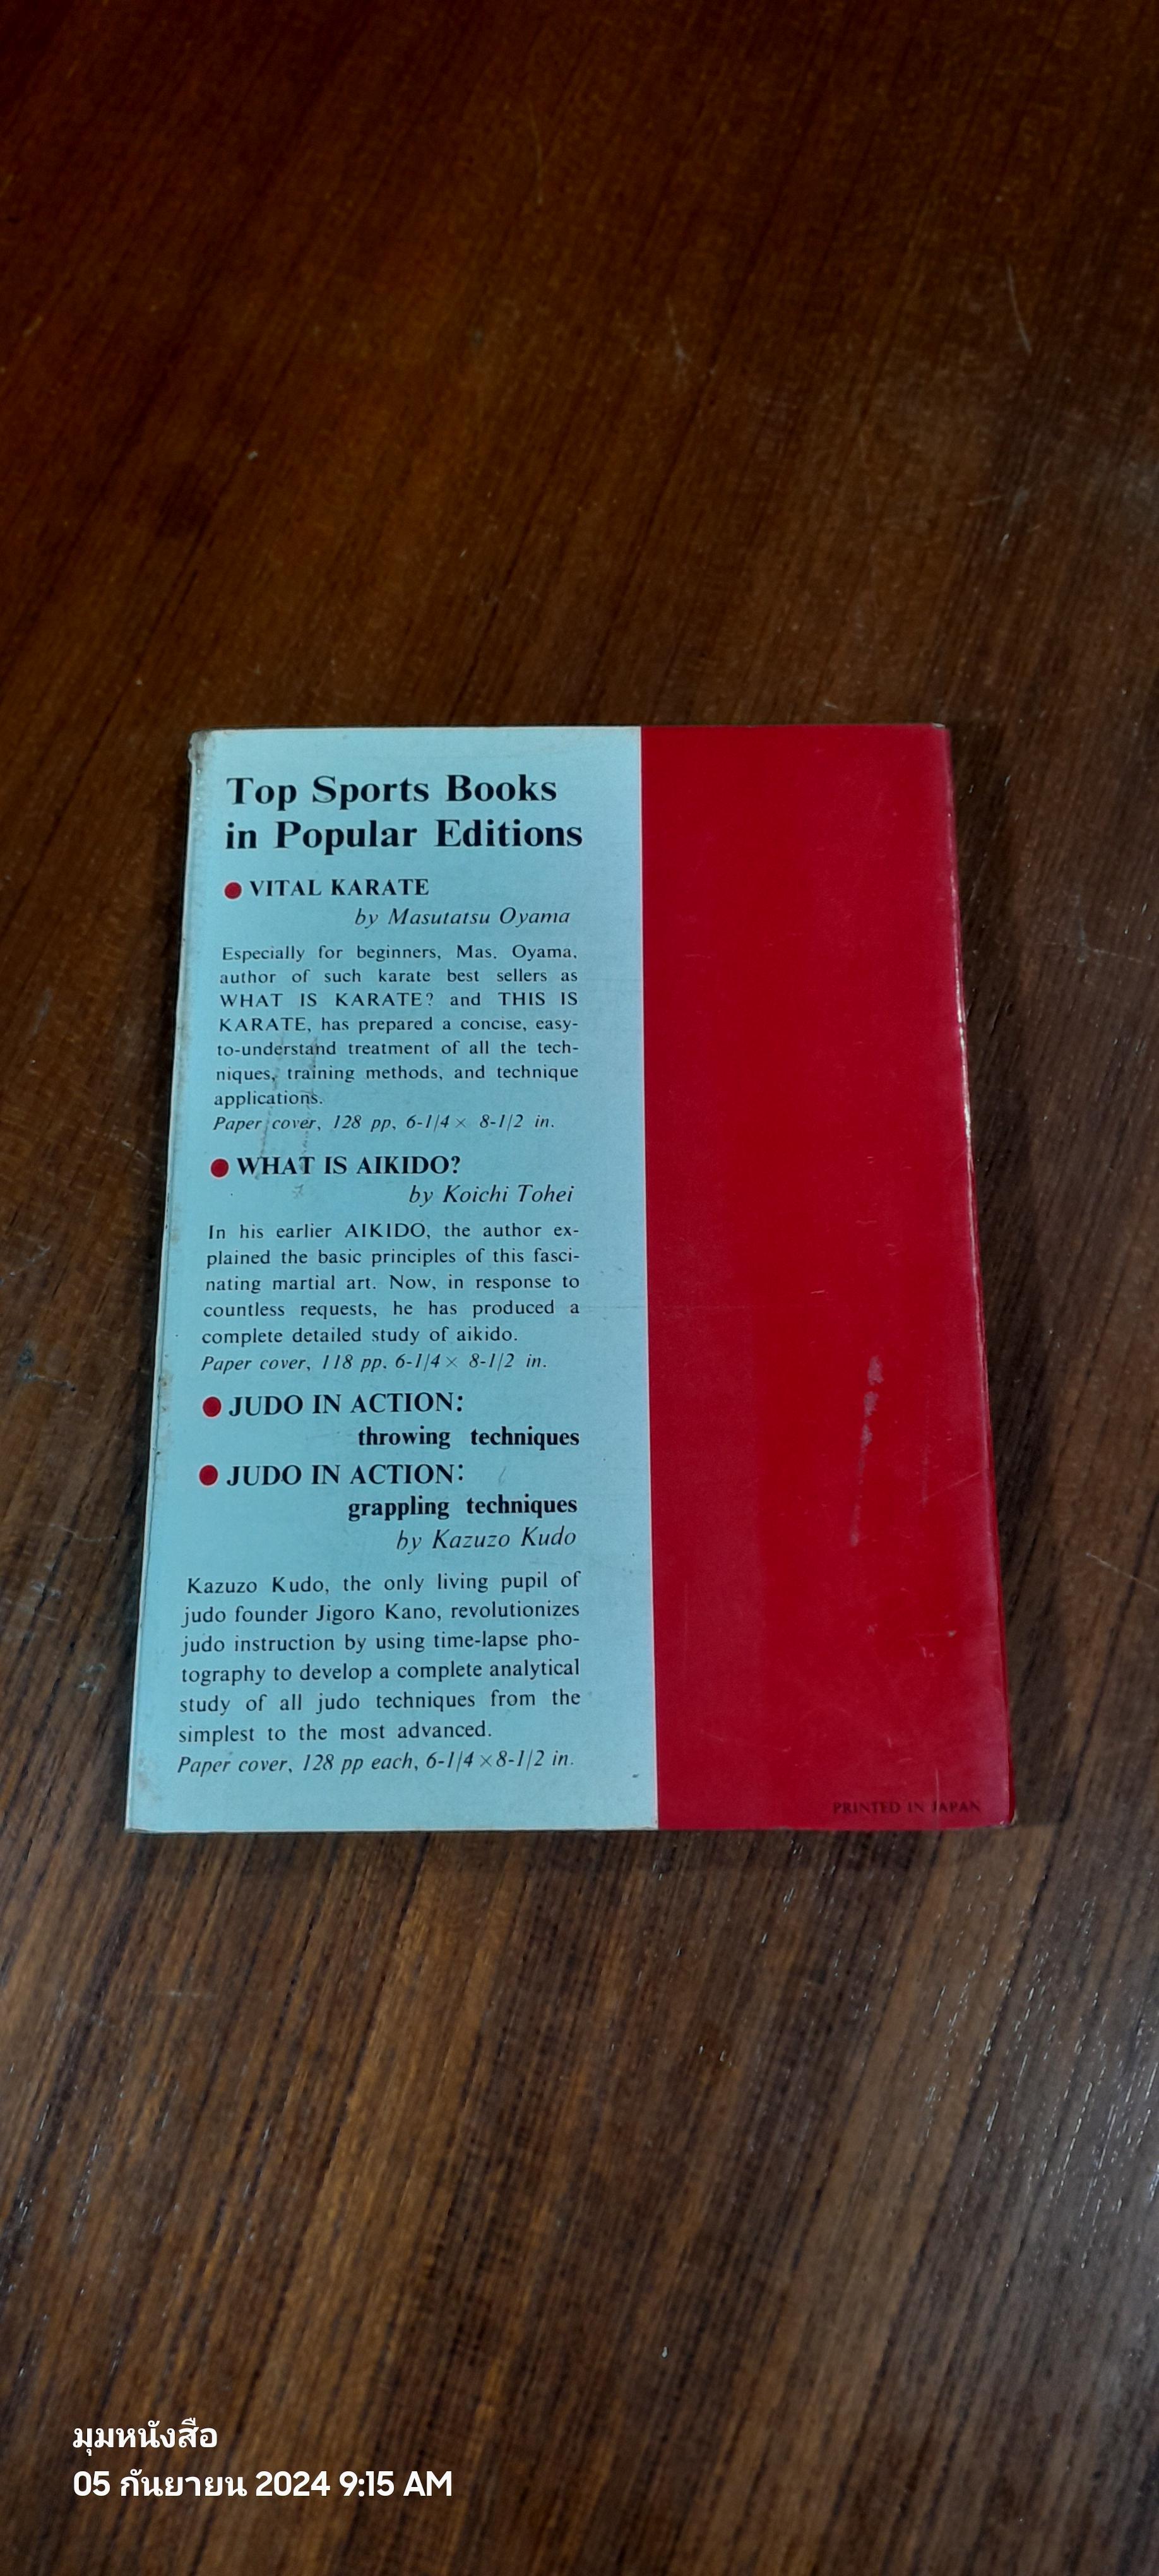 Top Sports Books
in Popular Editions
● VITAL KARATE
by Masutatsu Oyama
Especially for beginners, Mas. Oyama,
author of such karate best sellers as
WHAT IS KARATE? and THIS IS
KARATE, has prepared a concise, easy-
to-understand treatment of all the tech-
niques, training methods, and technique
applications.
Paper cover, 128 pp, 6-1/4 × 8-1/2 in.
● WHAT IS AIKIDO?
by Koichi Tohei
In his earlier AIKIDO, the author ex-
plained the basic principles of this fasci-
nating martial art. Now, in response to
countless requests, he has produced a
complete detailed study of aikido.
Paper cover, 118 pp. 6-1/4 × 8-1/2 in.
● JUDO IN ACTION:
throwing techniques
● JUDO IN ACTION:
grappling techniques
by Kazuzo Kudo
Kazuzo Kudo, the only living pupil of
judo founder Jigoro Kano, revolutionizes
judo instruction by using time-lapse pho-
tography to develop a complete analytical
study of all judo techniques from the
simplest to the most advanced.
Paper cover, 128 pp each, 6-1/4 × 8-1/2 in.
PRINTED IN JAPAN
มุมหนังสือ
05 กันยายน 2024 9:15 AM